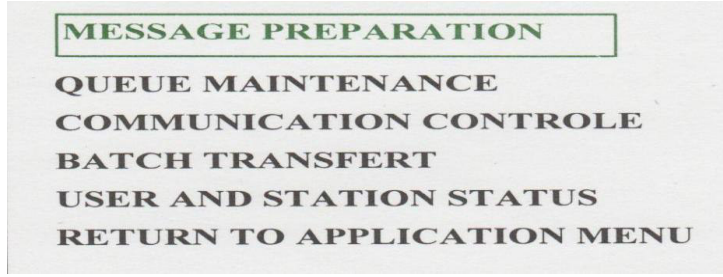 MESSAGE PREPARATION
QUEUE MAINTENANCE
COMMUNICATION CONTROLE
BATCH TRANSFERT
USER AND STATION STATUS
RETURN TO APPLICATION MENU